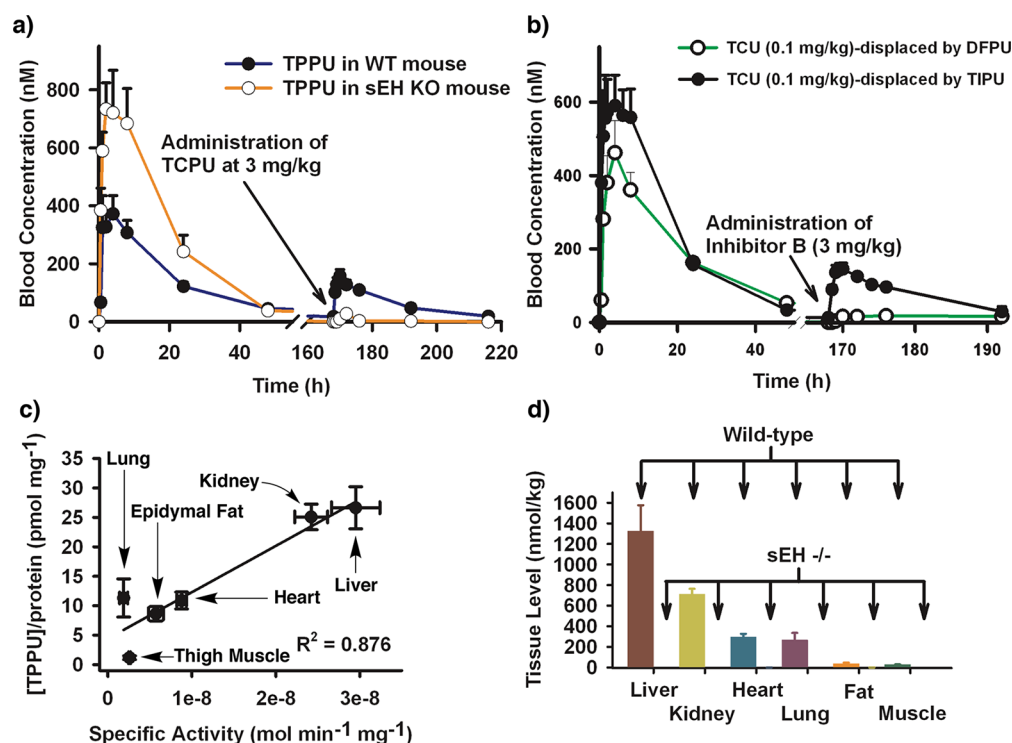 a)
TPPU in WT mouse
TPPU in sEH KO mouse
Administration of
TCPU at 3 mg/kg
Blood Concentration (nM)
800
600
400
200
0
0 20 40 160 180 200 220
Time (h)
b)
TCU (0.1 mg/kg)-displaced by DFPU
TCU (0.1 mg/kg)-displaced by TIPU
Administration of
Inhibitor B (3 mg/kg)
Blood Concentration (nM)
600
400
200
0
0 20 40 170 180 190
Time (h)
c)
[TPPU]/protein (pmol mg⁻¹)
35
30
25
20
15
10
5
0
Lung
Kidney
Epidymal Fat
Liver
Heart
R² = 0.876
Thigh Muscle
0 1e-8 2e-8 3e-8
Specific Activity (mol min⁻¹ mg⁻¹)
d)
Wild-type
sEH -/-
Tissue Level (nmol/kg)
1600
1400
1200
1000
800
600
400
200
0
Liver Heart Fat
Kidney Lung Muscle